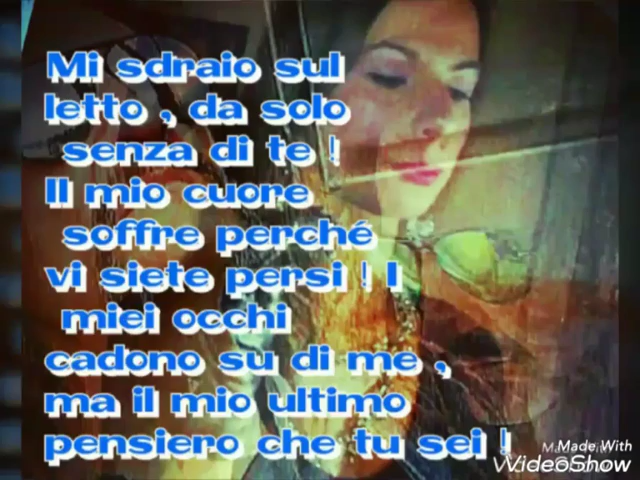 Mi sdraio sul
letto , da solo
senza di te !
Il mio cuore
soffre perché
vi siete persi ! I
miei occhi
cadono su di me ,
ma il mio ultimo
pensiero che tu sei !
Made With
VideoShow